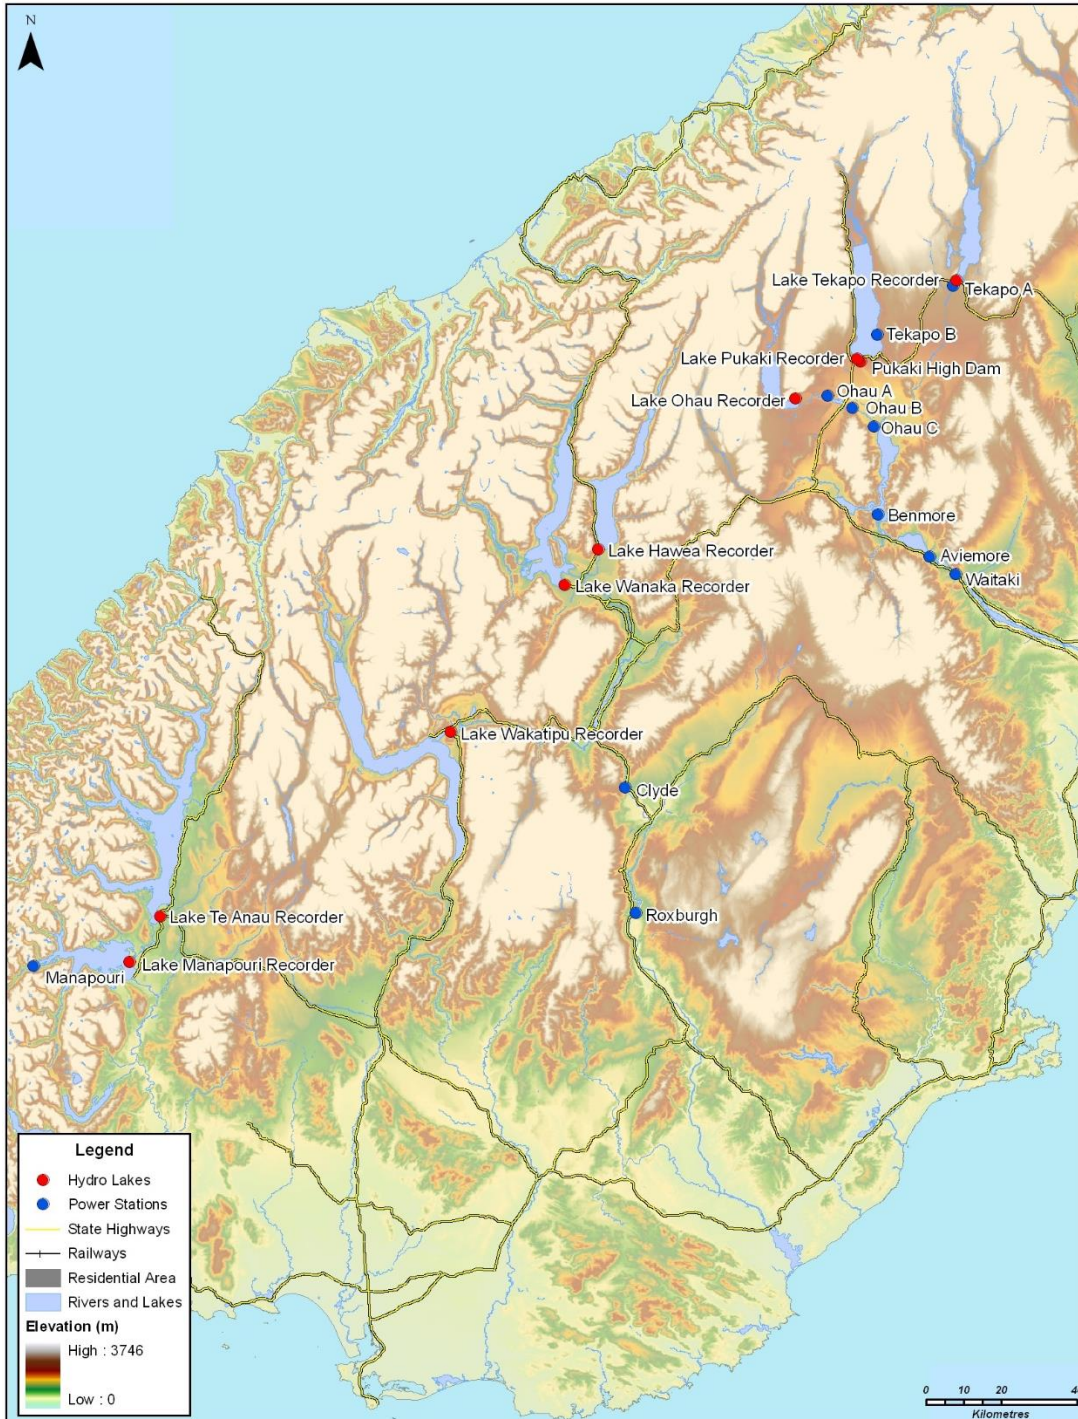 N
Lake Tekapo Recorder
Tekapo A
Tekapo B
Lake Pukaki Recorder
Pukaki High Dam
Lake Ohau Recorder
Ohau A
Ohau B
Ohau C
Benmore
Lake Hawea Recorder
Aviemore
Waitaki
Lake Wanaka Recorder
Lake Wakatipu Recorder
Clyde
Roxburgh
Lake Te Anau Recorder
Lake Manapouri Recorder
Manapouri
Legend
Hydro Lakes
Power Stations
State Highways
Railways
Residential Area
Rivers and Lakes
Elevation (m)
High : 3746
Low : 0
0 10 20 40
Kilometres